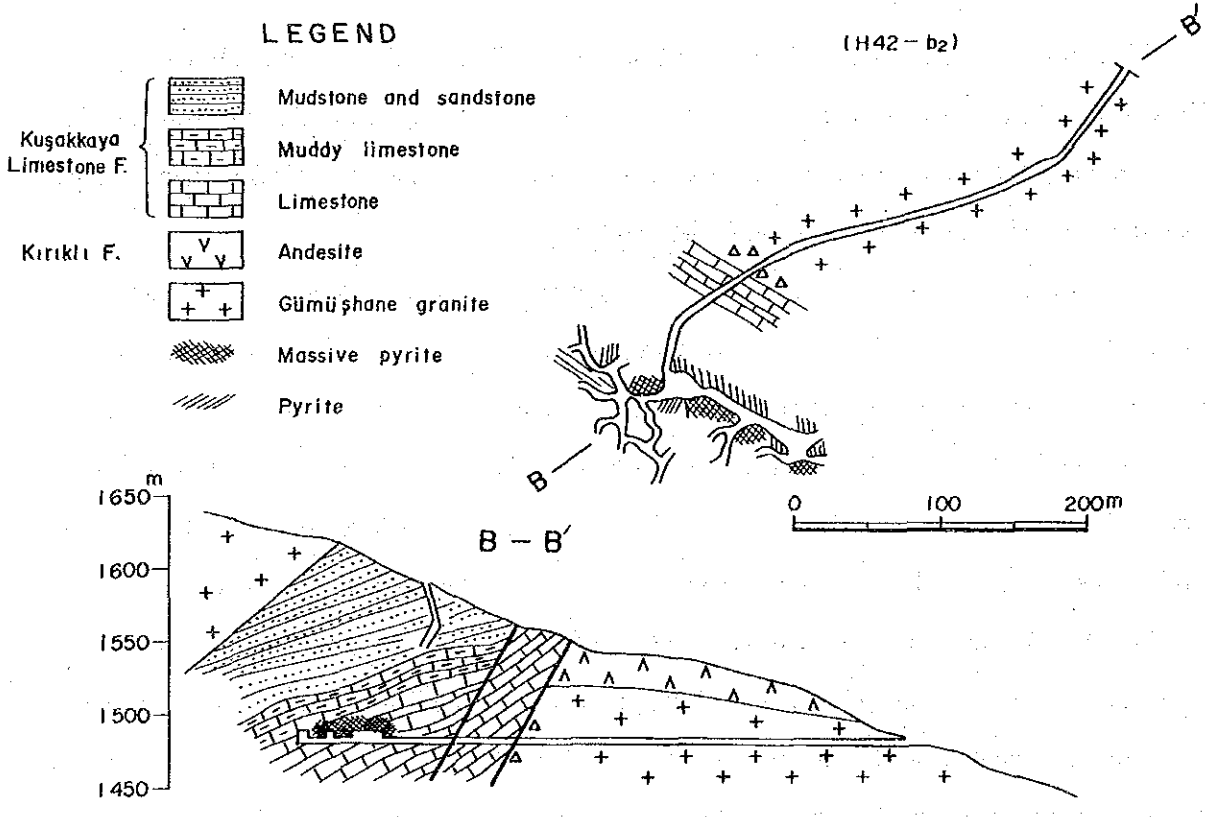 LEGEND
(H42-b2)
B'
Mudstone and sandstone
Kuşakkaya
Limestone F.
Muddy limestone
Limestone
Kırıklı F.
Andesite
Gümüşhane granite
Massive pyrite
Pyrite
B
0 100 200m
m
1650
1600
1550
1500
1450
B - B'